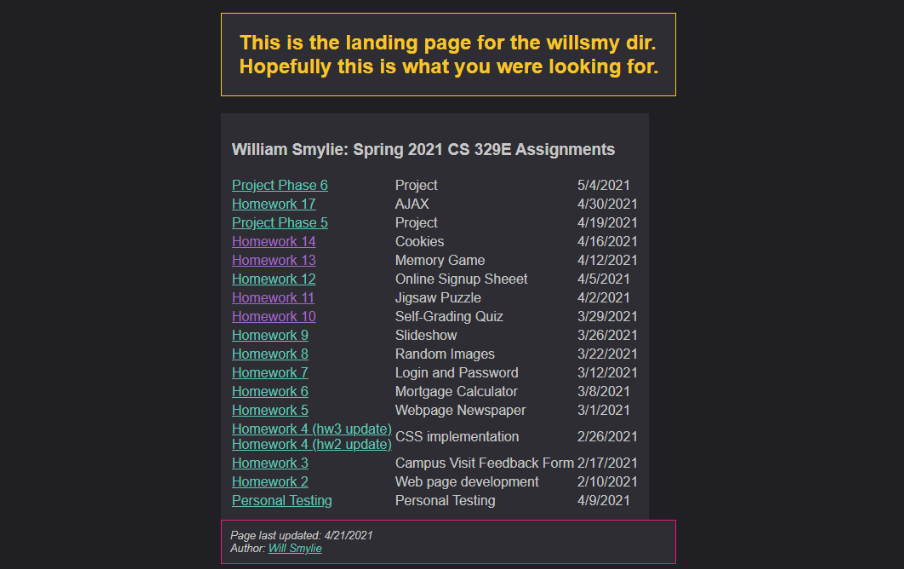 This is the landing page for the willsmy dir.
Hopefully this is what you were looking for.
William Smylie: Spring 2021 CS 329E Assignments
Project Phase 6 Project 5/4/2021
Homework 17 AJAX 4/30/2021
Project Phase 5 Project 4/19/2021
Homework 14 Cookies 4/16/2021
Homework 13 Memory Game 4/12/2021
Homework 12 Online Signup Sheeet 4/5/2021
Homework 11 Jigsaw Puzzle 4/2/2021
Homework 10 Self-Grading Quiz 3/29/2021
Homework 9 Slideshow 3/26/2021
Homework 8 Random Images 3/22/2021
Homework 7 Login and Password 3/12/2021
Homework 6 Mortgage Calculator 3/8/2021
Homework 5 Webpage Newspaper 3/1/2021
Homework 4 (hw3 update)
Homework 4 (hw2 update) CSS implementation 2/26/2021
Homework 3 Campus Visit Feedback Form 2/17/2021
Homework 2 Web page development 2/10/2021
Personal Testing Personal Testing 4/9/2021
Page last updated: 4/21/2021
Author: Will Smylie